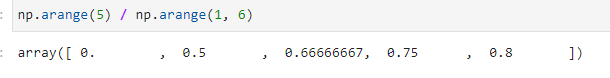 np.arange(5) / np.arange(1, 6)
array([ 0.        ,  0.5       ,  0.66666667,  0.75      ,  0.8       ])